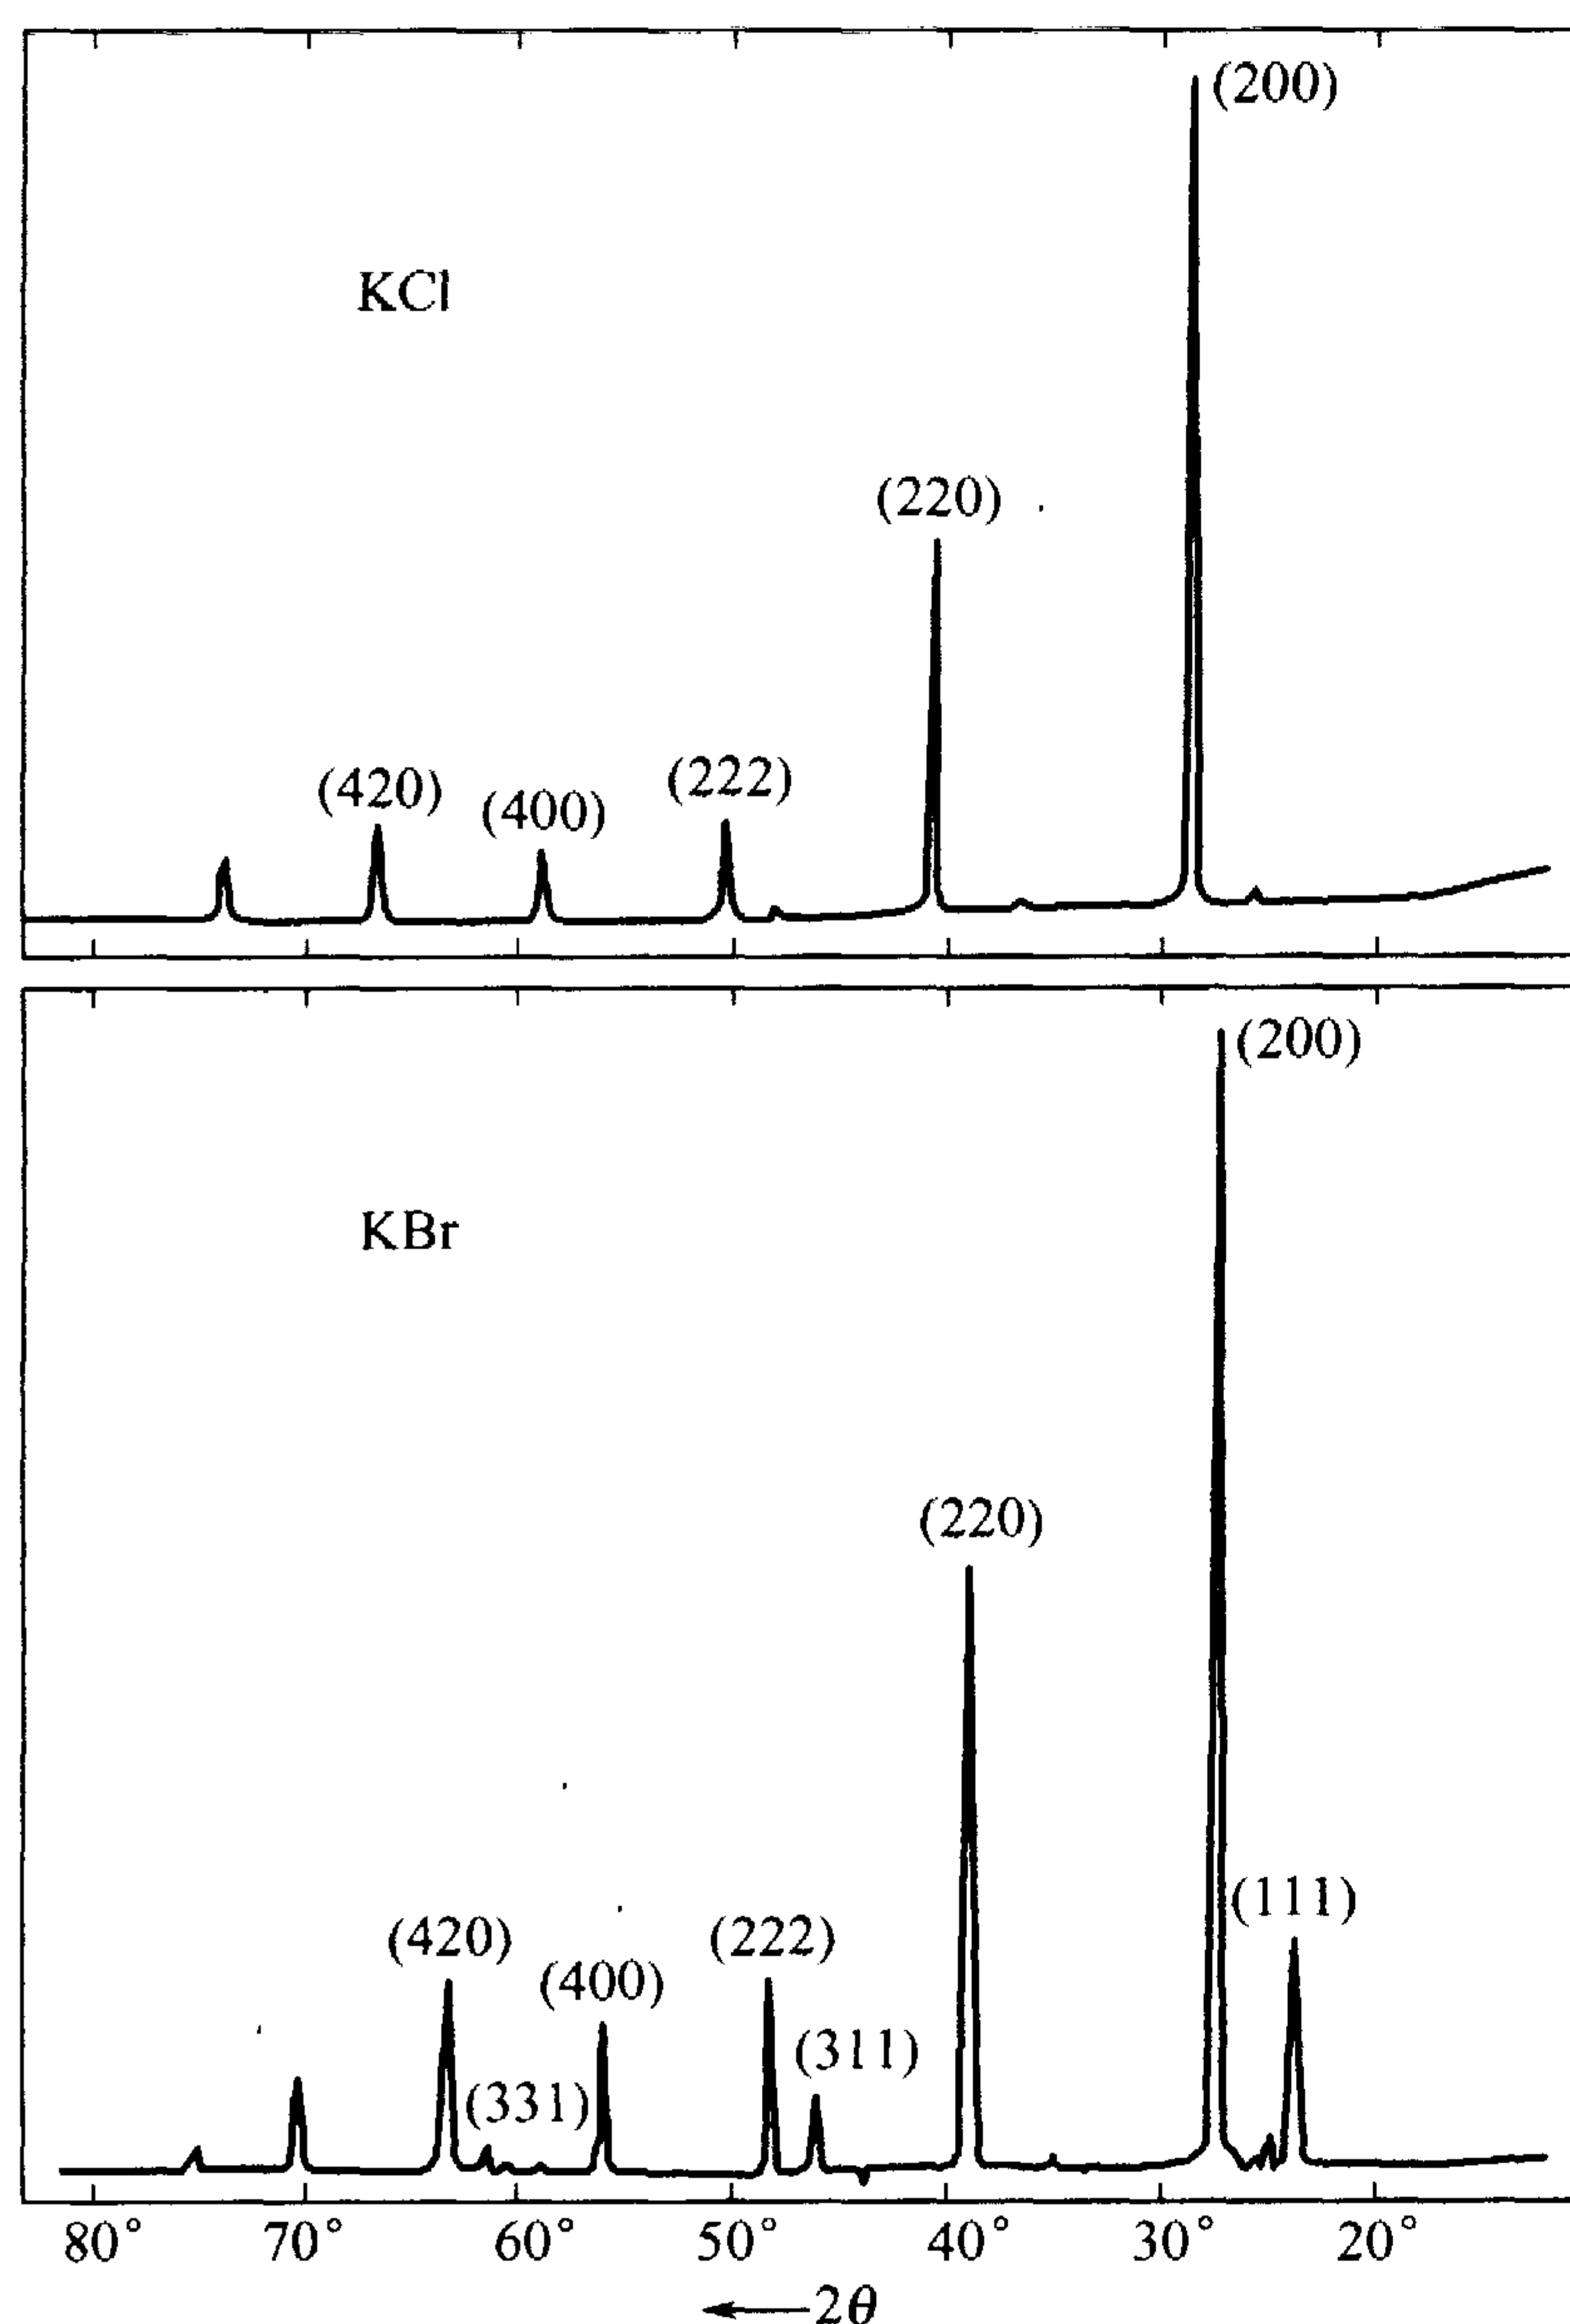 (200)
KCl
(220)
(420) (400) (222)
(200)
KBr
(220)
(111)
(420) (400) (222)
(331) (311)
80° 70° 60° 50° 40° 30° 20°
←2θ